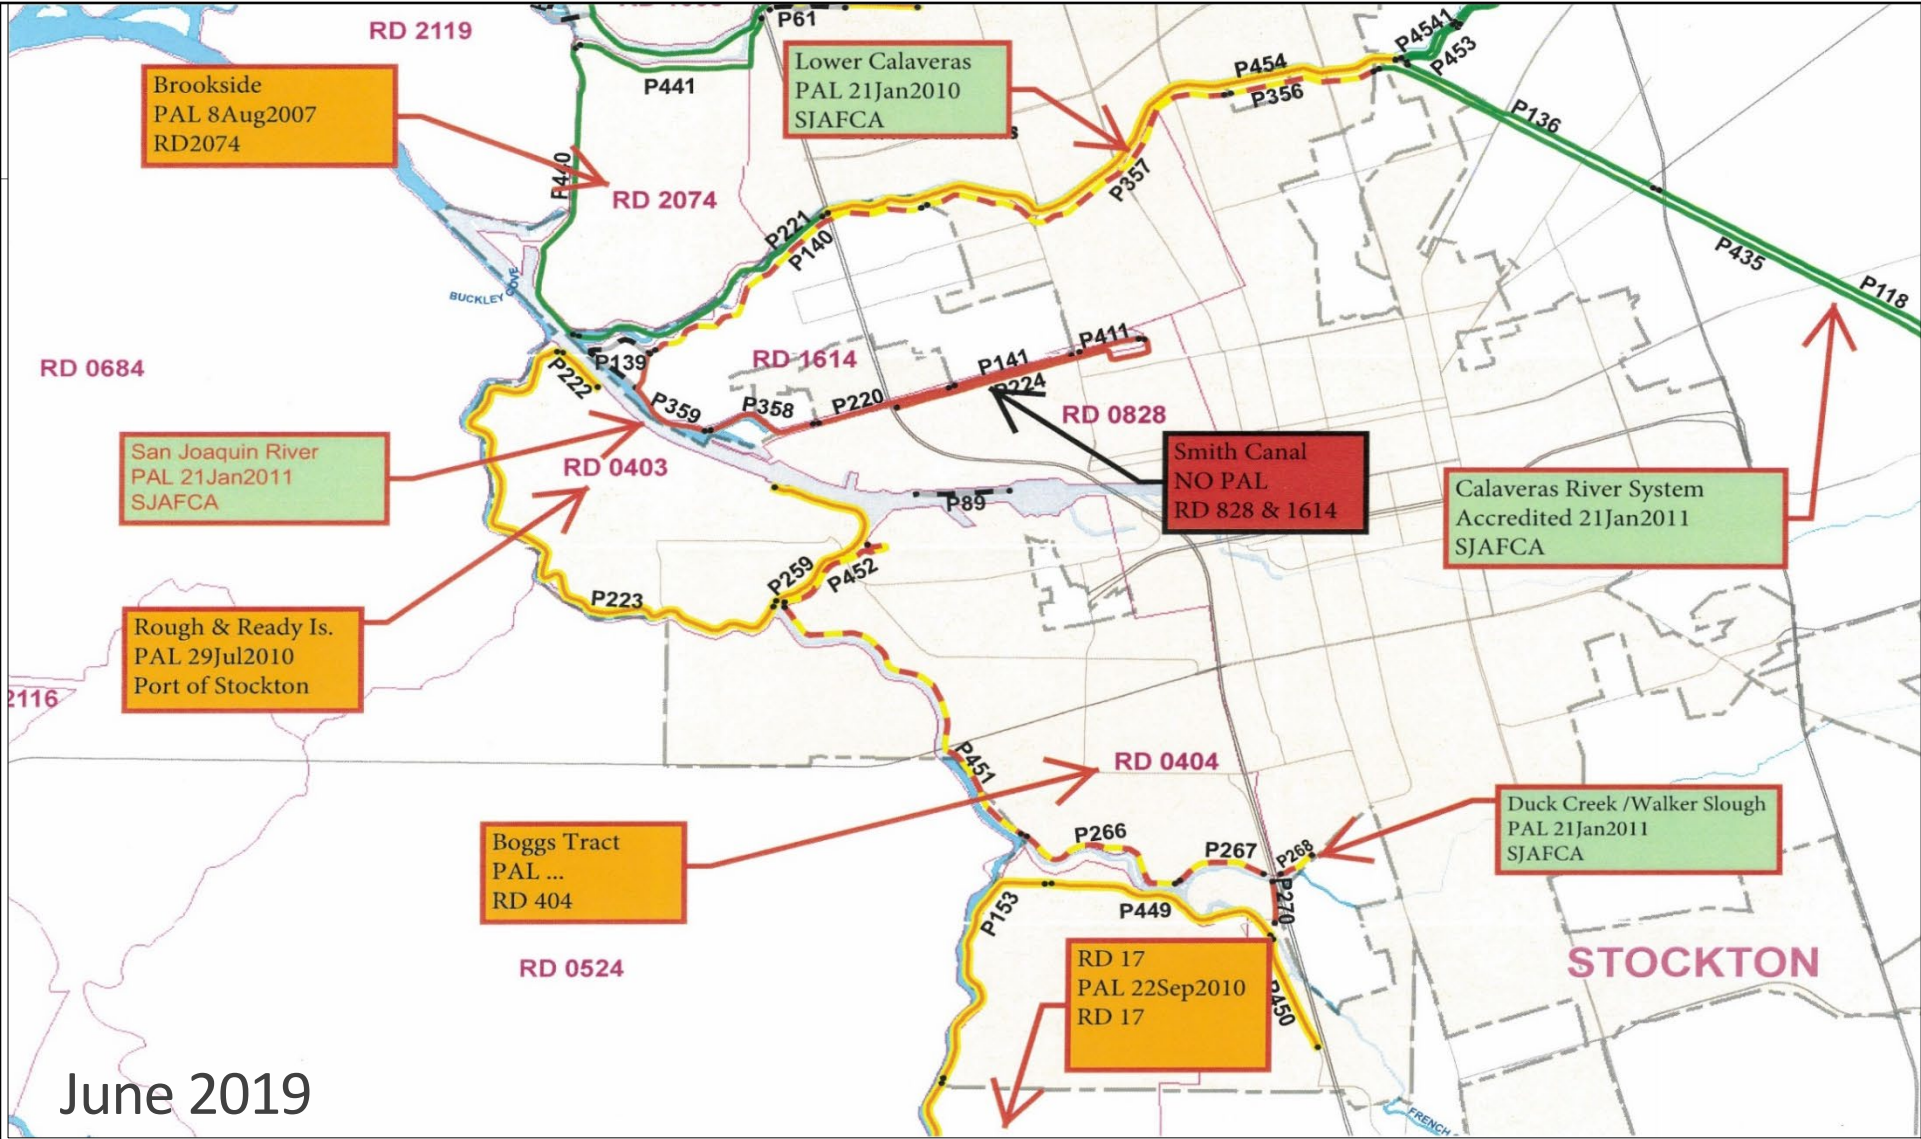 P61
RD 2119
P4541
P453
Lower Calaveras
PAL 21Jan2010
SJAFCA
P454
P356
P441
Brookside
PAL 8Aug2007
RD2074
P136
P440
RD 2074
P357
P221
P140
P435
P118
BUCKLEY COVE
RD 0684
P139
P222
RD 1614
P411
P141
P224
P220
P359
P358
RD 0828
San Joaquin River
PAL 21Jan2011
SJAFCA
RD 0403
Smith Canal
NO PAL
RD 828 & 1614
Calaveras River System
Accredited 21Jan2011
SJAFCA
P89
P259
P452
P223
Rough & Ready Is.
PAL 29Jul2010
Port of Stockton
2116
P451
RD 0404
Boggs Tract
PAL ...
RD 404
P266
P267
P268
Duck Creek /Walker Slough
PAL 21Jan2011
SJAFCA
P270
P153
P449
RD 0524
RD 17
PAL 22Sep2010
RD 17
P450
STOCKTON
June 2019
FRENCH